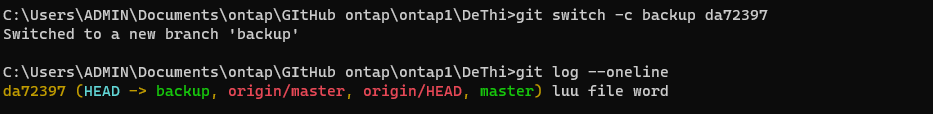 C:\Users\ADMIN\Documents\ontap\GItHub ontap\ontap1\DeThi>git switch -c backup da72397
Switched to a new branch 'backup'
C:\Users\ADMIN\Documents\ontap\GItHub ontap\ontap1\DeThi>git log --oneline
da72397 (HEAD -> backup, origin/master, origin/HEAD, master) luu file word